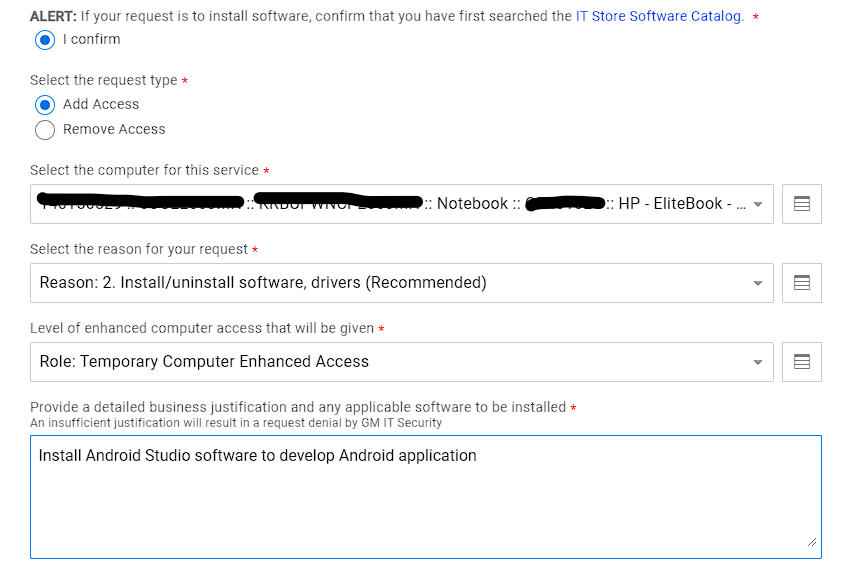 ALERT: If your request is to install software, confirm that you have first searched the IT Store Software Catalog. *
I confirm
Select the request type *
Add Access
Remove Access
Select the computer for this service *
:: :: Notebook :: :: HP - EliteBook - ...
Select the reason for your request *
Reason: 2. Install/uninstall software, drivers (Recommended)
Level of enhanced computer access that will be given *
Role: Temporary Computer Enhanced Access
Provide a detailed business justification and any applicable software to be installed *
An insufficient justification will result in a request denial by GM IT Security
Install Android Studio software to develop Android application